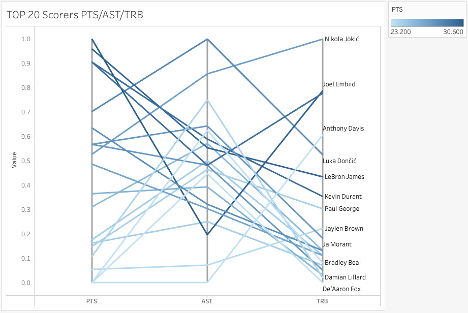 TOP 20 Scorers PTS/AST/TRB
PTS
23.200 30.600
1.0
0.9
0.8
0.7
0.6
0.5
0.4
0.3
0.2
0.1
0.0
Value
Nikola Jokić
Joel Embiid
Anthony Davis
Luka Dončić
LeBron James
Kevin Durant
Paul George
Jaylen Brown
Ja Morant
Bradley Bea
Damian Lillard
De'Aaron Fox
PTS AST TRB